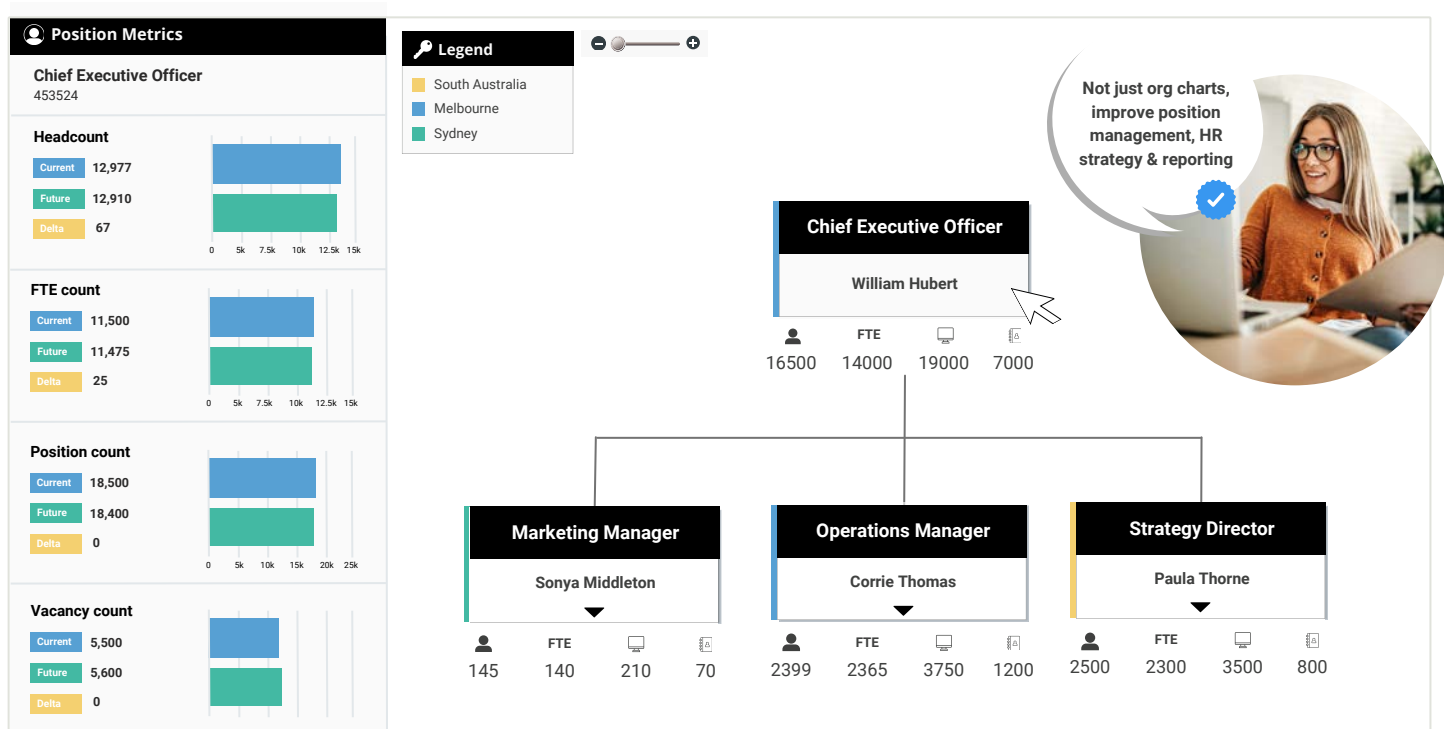 Position Metrics
Chief Executive Officer
453524
Headcount
Current 12,977
Future 12,910
Delta 67
0 5k 7.5k 10k 12.5k 15k
FTE count
Current 11,500
Future 11,475
Delta 25
0 5k 7.5k 10k 12.5k 15k
Position count
Current 18,500
Future 18,400
Delta 0
0 5k 10k 15k 20k 25k
Vacancy count
Current 5,500
Future 5,600
Delta 0
Legend
South Australia
Melbourne
Sydney
Not just org charts,
improve position
management, HR
strategy & reporting
Chief Executive Officer
William Hubert
FTE
16500 14000 19000 7000
Marketing Manager
Sonya Middleton
FTE
145 140 210 70
Operations Manager
Corrie Thomas
FTE
2399 2365 3750 1200
Strategy Director
Paula Thorne
FTE
2500 2300 3500 800